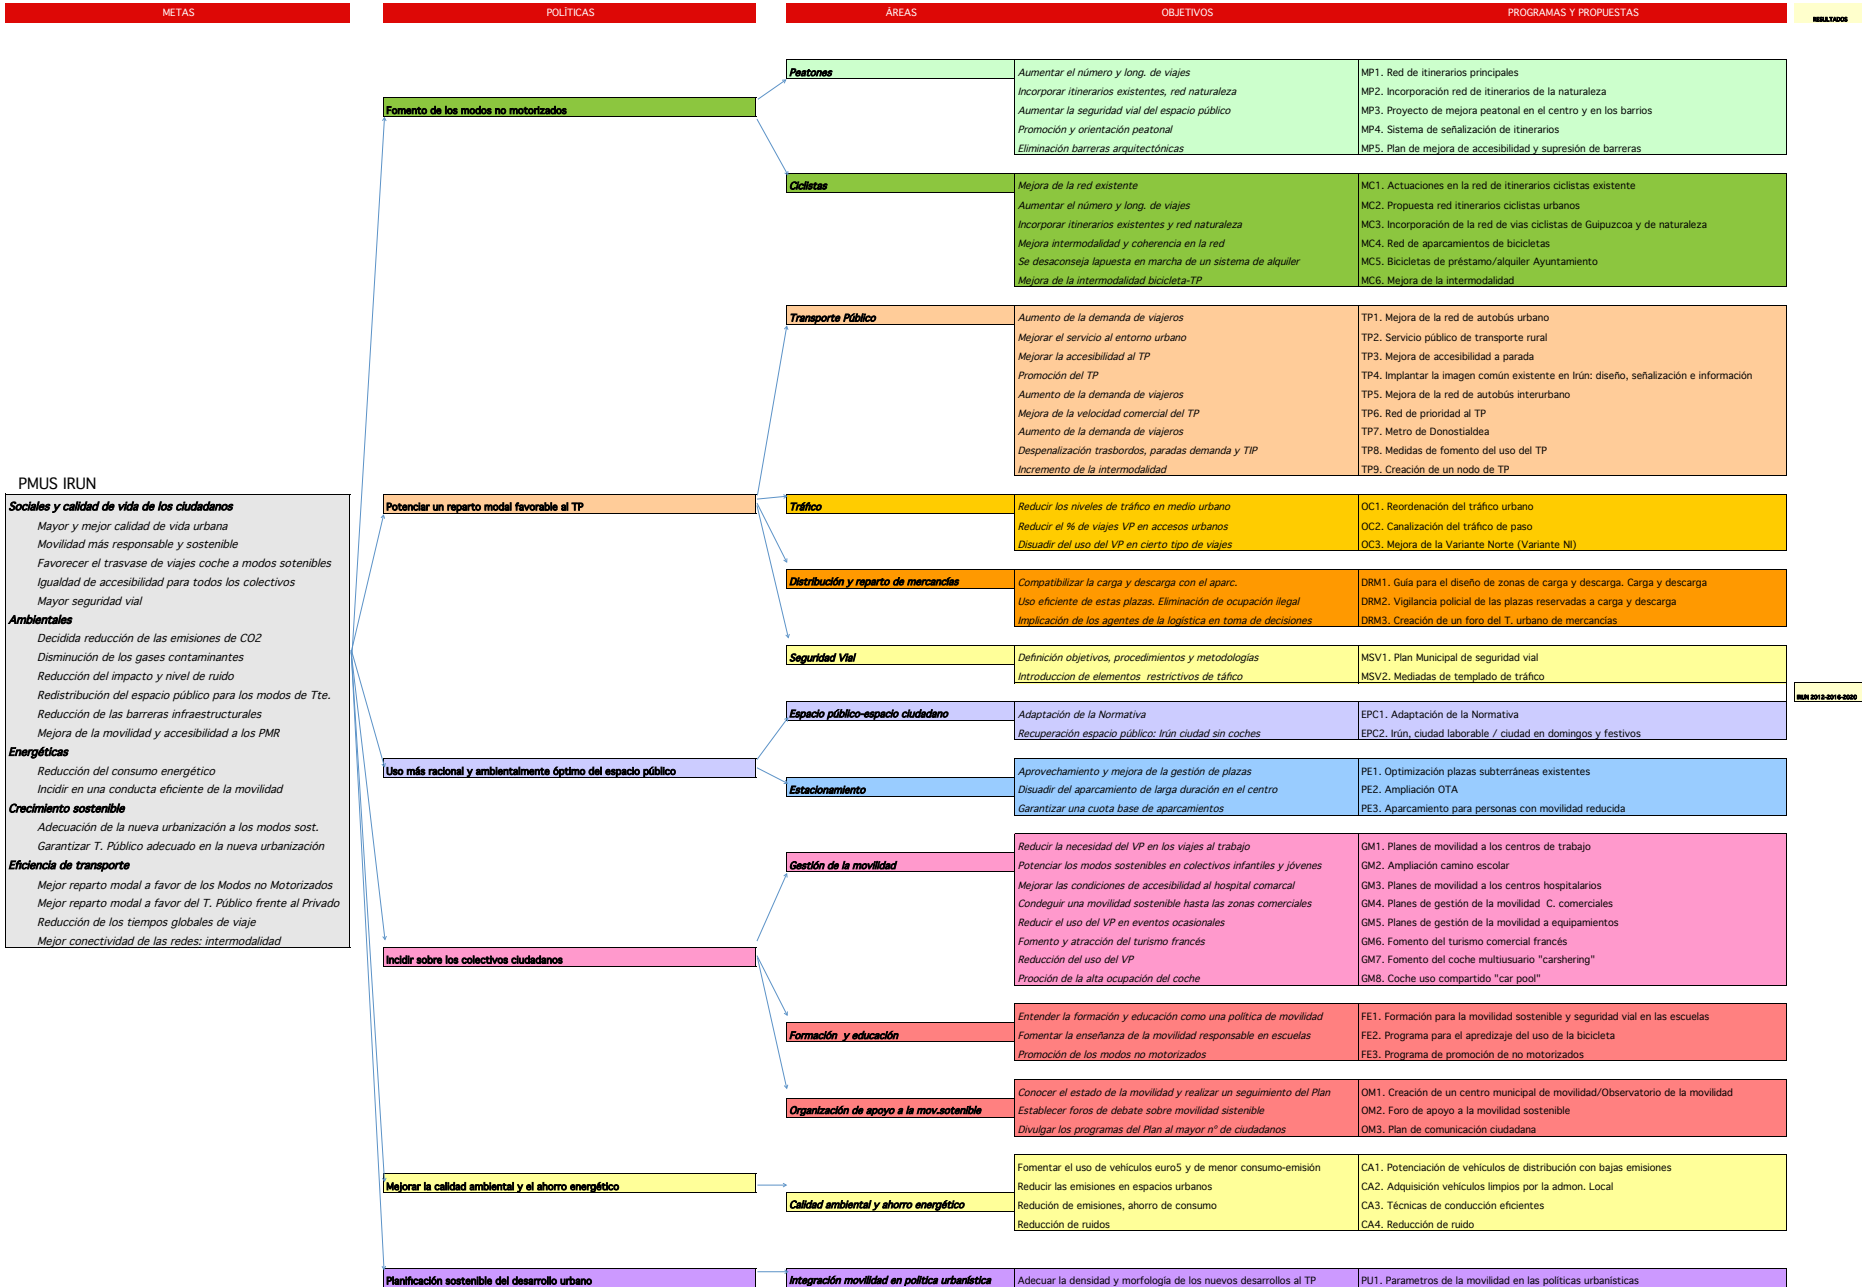 METAS
POLÍTICAS
ÁREAS
OBJETIVOS
PROGRAMAS Y PROPUESTAS
RESULTADOS
PMUS IRUN
Sociales y calidad de vida de los ciudadanos
Mayor y mejor calidad de vida urbana
Movilidad más responsable y sostenible
Favorecer el trasvase de viajes coche a modos sotenibles
Igualdad de accesibilidad para todos los colectivos
Mayor seguridad vial
Ambientales
Decidida reducción de las emisiones de CO2
Disminución de los gases contaminantes
Reducción del impacto y nivel de ruido
Redistribución del espacio público para los modos de Tte.
Reducción de las barreras infraestructurales
Mejora de la movilidad y accesibilidad a los PMR
Energéticas
Reducción del consumo energético
Incidir en una conducta eficiente de la movilidad
Crecimiento sostenible
Adecuación de la nueva urbanización a los modos sost.
Garantizar T. Público adecuado en la nueva urbanización
Eficiencia de transporte
Mejor reparto modal a favor de los Modos no Motorizados
Mejor reparto modal a favor del T. Público frente al Privado
Reducción de los tiempos globales de viaje
Mejor conectividad de las redes: intermodalidad
Fomento de los modos no motorizados
Peatones
Aumentar el número y long. de viajes
MP1. Red de itinerarios principales
Incorporar itinerarios existentes, red naturaleza
MP2. Incorporación red de itinerarios de la naturaleza
Aumentar la seguridad vial del espacio público
MP3. Proyecto de mejora peatonal en el centro y en los barrios
Promoción y orientación peatonal
MP4. Sistema de señalización de itinerarios
Eliminación barreras arquitectónicas
MP5. Plan de mejora de accesibilidad y supresión de barreras
Ciclistas
Mejora de la red existente
MC1. Actuaciones en la red de itinerarios ciclistas existente
Aumentar el número y long. de viajes
MC2. Propuesta red itinerarios ciclistas urbanos
Incorporar itinerarios existentes y red naturaleza
MC3. Incorporación de la red de vias ciclistas de Guipuzcoa y de naturaleza
Mejora intermodalidad y coherencia en la red
MC4. Red de aparcamientos de bicicletas
Se desaconseja lapuesta en marcha de un sistema de alquiler
MC5. Bicicletas de préstamo/alquiler Ayuntamiento
Mejora de la intermodalidad bicicleta-TP
MC6. Mejora de la intermodalidad
Potenciar un reparto modal favorable al TP
Transporte Público
Aumento de la demanda de viajeros
TP1. Mejora de la red de autobús urbano
Mejorar el servicio al entorno urbano
TP2. Servicio público de transporte rural
Mejorar la accesibilidad al TP
TP3. Mejora de accesibilidad a parada
Promoción del TP
TP4. Implantar la imagen común existente en Irún: diseño, señalización e información
Aumento de la demanda de viajeros
TP5. Mejora de la red de autobús interurbano
Mejora de la velocidad comercial del TP
TP6. Red de prioridad al TP
Aumento de la demanda de viajeros
TP7. Metro de Donostialdea
Despenalización trasbordos, paradas demanda y TIP
TP8. Medidas de fomento del uso del TP
Incremento de la intermodalidad
TP9. Creación de un nodo de TP
Tráfico
Reducir los niveles de tráfico en medio urbano
OC1. Reordenación del tráfico urbano
Reducir el % de viajes VP en accesos urbanos
OC2. Canalización del tráfico de paso
Disuadir del uso del VP en cierto tipo de viajes
OC3. Mejora de la Variante Norte (Variante NI)
Distribución y reparto de mercancías
Compatibilizar la carga y descarga con el aparc.
DRM1. Guía para el diseño de zonas de carga y descarga. Carga y descarga
Uso eficiente de estas plazas. Eliminación de ocupación ilegal
DRM2. Vigilancia policial de las plazas reservadas a carga y descarga
Implicación de los agentes de la logística en toma de decisiones
DRM3. Creación de un foro del T. urbano de mercancías
Seguridad Vial
Definición objetivos, procedimientos y metodologías
MSV1. Plan Municipal de seguridad vial
Introduccion de elementos restrictivos de táfico
MSV2. Mediadas de templado de tráfico
IRUN 2012-2016-2020
Uso más racional y ambientalmente óptimo del espacio público
Espacio público-espacio ciudadano
Adaptación de la Normativa
EPC1. Adaptación de la Normativa
Recuperación espacio público: Irún ciudad sin coches
EPC2. Irún, ciudad laborable / ciudad en domingos y festivos
Estacionamiento
Aprovechamiento y mejora de la gestión de plazas
PE1. Optimización plazas subterráneas existentes
Disuadir del aparcamiento de larga duración en el centro
PE2. Ampliación OTA
Garantizar una cuota base de aparcamientos
PE3. Aparcamiento para personas con movilidad reducida
Incidir sobre los colectivos ciudadanos
Gestión de la movilidad
Reducir la necesidad del VP en los viajes al trabajo
GM1. Planes de movilidad a los centros de trabajo
Potenciar los modos sostenibles en colectivos infantiles y jóvenes
GM2. Ampliación camino escolar
Mejorar las condiciones de accesibilidad al hospital comarcal
GM3. Planes de movilidad a los centros hospitalarios
Condeguir una movilidad sostenible hasta las zonas comerciales
GM4. Planes de gestión de la movilidad C. comerciales
Reducir el uso del VP en eventos ocasionales
GM5. Planes de gestión de la movilidad a equipamientos
Fomento y atracción del turismo francés
GM6. Fomento del turismo comercial francés
Reducción del uso del VP
GM7. Fomento del coche multiusuario "carshering"
Prooción de la alta ocupación del coche
GM8. Coche uso compartido "car pool"
Formación y educación
Entender la formación y educación como una política de movilidad
FE1. Formación para la movilidad sostenible y seguridad vial en las escuelas
Fomentar la enseñanza de la movilidad responsable en escuelas
FE2. Programa para el apredizaje del uso de la bicicleta
Promoción de los modos no motorizados
FE3. Programa de promoción de no motorizados
Organización de apoyo a la mov.sotenible
Conocer el estado de la movilidad y realizar un seguimiento del Plan
OM1. Creación de un centro municipal de movilidad/Observatorio de la movilidad
Establecer foros de debate sobre movilidad sistenible
OM2. Foro de apoyo a la movilidad sostenible
Divulgar los programas del Plan al mayor nº de ciudadanos
OM3. Plan de comunicación ciudadana
Mejorar la calidad ambiental y el ahorro energético
Calidad ambiental y ahorro energético
Fomentar el uso de vehículos euro5 y de menor consumo-emisión
CA1. Potenciación de vehículos de distribución con bajas emisiones
Reducir las emisiones en espacios urbanos
CA2. Adquisición vehículos limpios por la admon. Local
Redución de emisiones, ahorro de consumo
CA3. Técnicas de conducción eficientes
Reducción de ruidos
CA4. Reducción de ruido
Planificación sostenible del desarrollo urbano
Integración movilidad en politica urbanística
Adecuar la densidad y morfología de los nuevos desarrollos al TP
PU1. Parametros de la movilidad en las políticas urbanísticas